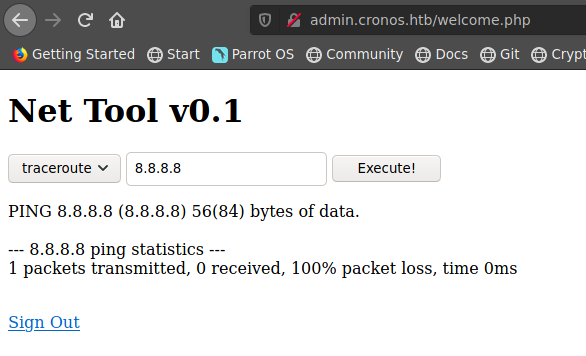 admin.cronos.htb/welcome.php
Getting Started Start Parrot OS Community Docs Git Crypt
Net Tool v0.1
traceroute 8.8.8.8 Execute!
PING 8.8.8.8 (8.8.8.8) 56(84) bytes of data.
--- 8.8.8.8 ping statistics ---
1 packets transmitted, 0 received, 100% packet loss, time 0ms
Sign Out